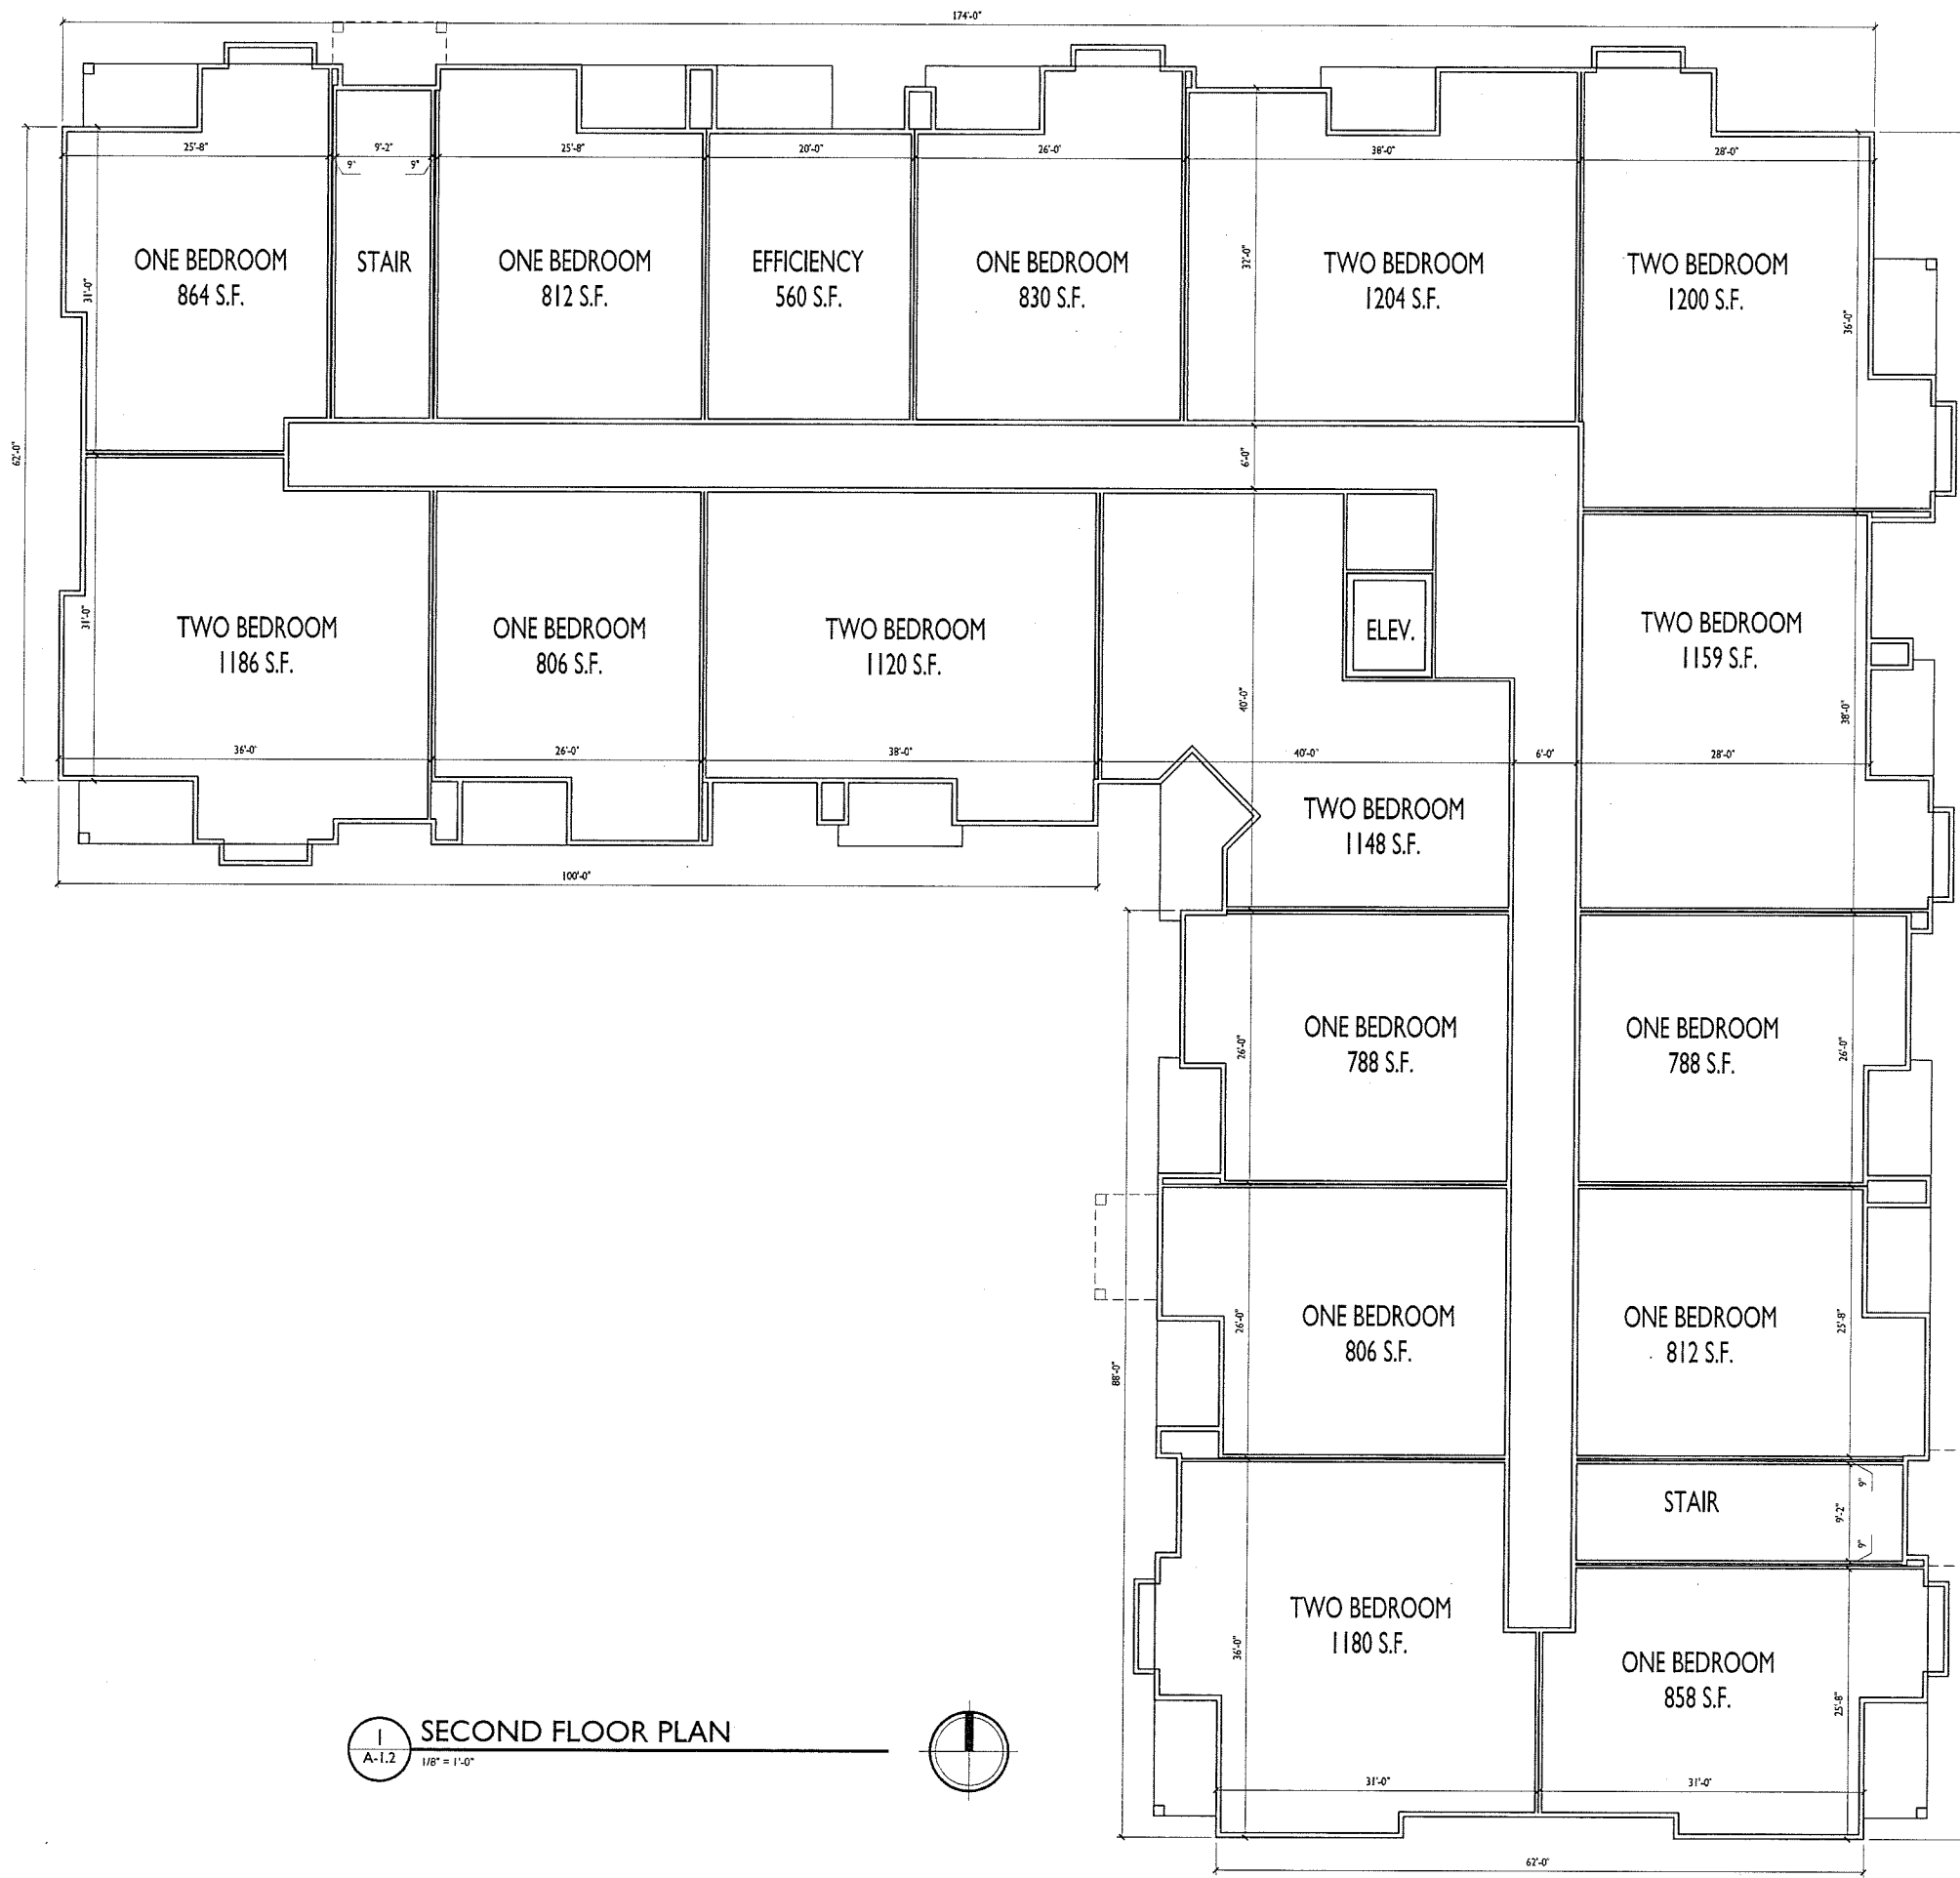 174'-0"
25'-8"
9'-2"
25'-8"
20'-0"
26'-0"
38'-0"
28'-0"
9"
9"
ONE BEDROOM
864 S.F.
STAIR
ONE BEDROOM
812 S.F.
EFFICIENCY
560 S.F.
ONE BEDROOM
830 S.F.
32'-0"
TWO BEDROOM
1204 S.F.
TWO BEDROOM
1200 S.F.
31'-0"
36'-0"
62'-0"
6'-0"
TWO BEDROOM
1186 S.F.
31'-0"
ONE BEDROOM
806 S.F.
TWO BEDROOM
1120 S.F.
ELEV.
TWO BEDROOM
1159 S.F.
40'-0"
38'-0"
36'-0"
26'-0"
38'-0"
40'-0"
6'-0"
28'-0"
TWO BEDROOM
1148 S.F.
100'-0"
ONE BEDROOM
788 S.F.
26'-0"
ONE BEDROOM
788 S.F.
26'-0"
ONE BEDROOM
806 S.F.
26'-0"
ONE BEDROOM
812 S.F.
25'-8"
88'-0"
STAIR
9"
9'-2"
9"
TWO BEDROOM
1180 S.F.
36'-0"
ONE BEDROOM
858 S.F.
25'-8"
31'-0"
31'-0"
62'-0"
1
A-1.2
SECOND FLOOR PLAN
1/8" = 1'-0"